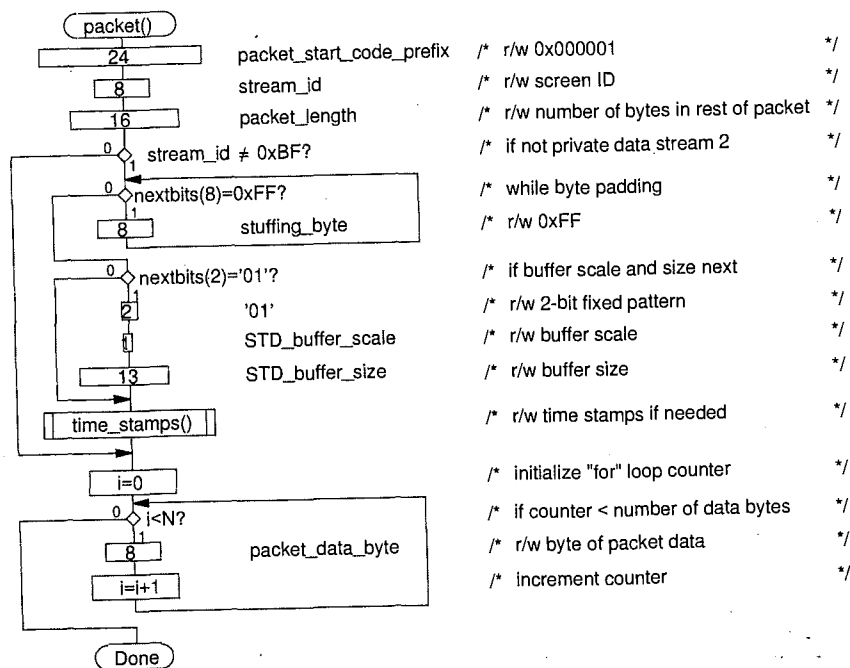 packet()
24 packet_start_code_prefix /* r/w 0x000001 */
8 stream_id /* r/w screen ID */
16 packet_length /* r/w number of bytes in rest of packet */
0 stream_id ≠ 0xBF? /* if not private data stream 2 */
1
0 nextbits(8)=0xFF? /* while byte padding */
1
8 stuffing_byte /* r/w 0xFF */
0 nextbits(2)='01'? /* if buffer scale and size next */
1
2 '01' /* r/w 2-bit fixed pattern */
1 STD_buffer_scale /* r/w buffer scale */
13 STD_buffer_size /* r/w buffer size */
time_stamps() /* r/w time stamps if needed */
i=0 /* initialize "for" loop counter */
0 i<N? /* if counter < number of data bytes */
1
8 packet_data_byte /* r/w byte of packet data */
i=i+1 /* increment counter */
Done